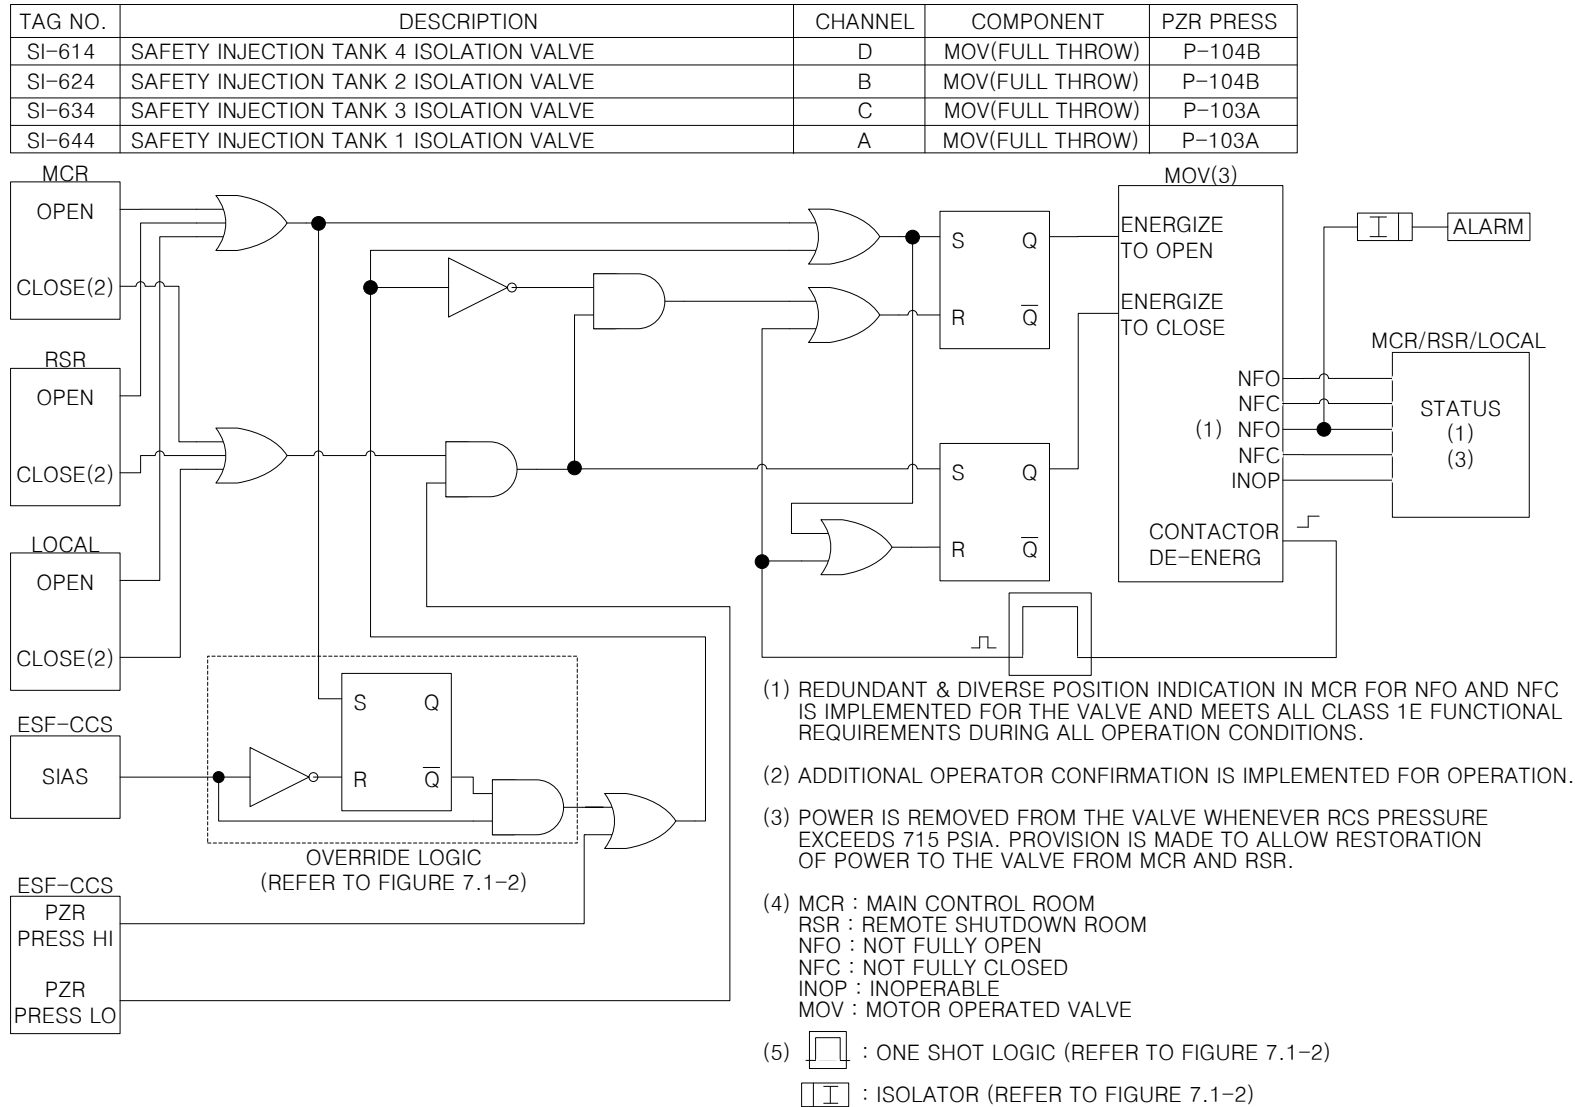 TAG NO. DESCRIPTION CHANNEL COMPONENT PZR PRESS
SI-614 SAFETY INJECTION TANK 4 ISOLATION VALVE D MOV(FULL THROW) P-104B
SI-624 SAFETY INJECTION TANK 2 ISOLATION VALVE B MOV(FULL THROW) P-104B
SI-634 SAFETY INJECTION TANK 3 ISOLATION VALVE C MOV(FULL THROW) P-103A
SI-644 SAFETY INJECTION TANK 1 ISOLATION VALVE A MOV(FULL THROW) P-103A
MCR
OPEN
CLOSE(2)
RSR
OPEN
CLOSE(2)
LOCAL
OPEN
CLOSE(2)
ESF-CCS
SIAS
ESF-CCS
PZR
PRESS HI
PZR
PRESS LO
S Q
R Q̅
OVERRIDE LOGIC
(REFER TO FIGURE 7.1-2)
S Q
R Q̅
S Q
R Q̅
MOV(3)
ENERGIZE
TO OPEN
ENERGIZE
TO CLOSE
NFO
NFC
(1) NFO
NFC
INOP
CONTACTOR
DE-ENERG
I
ALARM
MCR/RSR/LOCAL
STATUS
(1)
(3)
(1) REDUNDANT & DIVERSE POSITION INDICATION IN MCR FOR NFO AND NFC
IS IMPLEMENTED FOR THE VALVE AND MEETS ALL CLASS 1E FUNCTIONAL
REQUIREMENTS DURING ALL OPERATION CONDITIONS.
(2) ADDITIONAL OPERATOR CONFIRMATION IS IMPLEMENTED FOR OPERATION.
(3) POWER IS REMOVED FROM THE VALVE WHENEVER RCS PRESSURE
EXCEEDS 715 PSIA. PROVISION IS MADE TO ALLOW RESTORATION
OF POWER TO THE VALVE FROM MCR AND RSR.
(4) MCR : MAIN CONTROL ROOM
RSR : REMOTE SHUTDOWN ROOM
NFO : NOT FULLY OPEN
NFC : NOT FULLY CLOSED
INOP : INOPERABLE
MOV : MOTOR OPERATED VALVE
(5) : ONE SHOT LOGIC (REFER TO FIGURE 7.1-2)
I : ISOLATOR (REFER TO FIGURE 7.1-2)